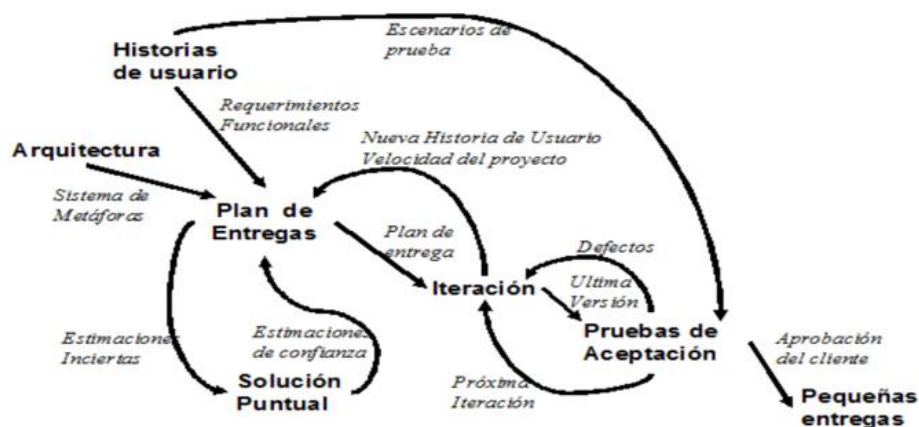 Escenarios de
prueba
Historias
de usuario
Requerimientos
Funcionales
Nueva Historia de Usuario
Velocidad del proyecto
Arquitectura
Sistema de
Metáforas
Plan de
Entregas
Plan de
entrega
Defectos
Iteración
Ultima
Versión
Pruebas de
Aceptación
Estimaciones
Inciertas
Estimaciones
de confianza
Aprobación
del cliente
Solución
Puntual
Próxima
Iteración
Pequeñas
entregas